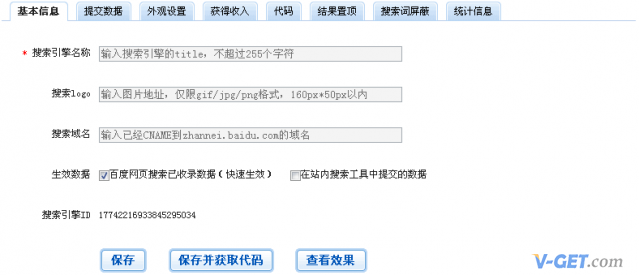 基本信息 提交数据 外观设置 获得收入 代码 结果置顶 搜索词屏蔽 统计信息
* 搜索引擎名称 输入搜索引擎的title，不超过255个字符
搜索logo 输入图片地址，仅限gif/jpg/png格式，160px*50px以内
搜索域名 输入已经CNAME到zhannei.baidu.com的域名
生效数据 百度网页搜索已收录数据（快速生效） 在站内搜索工具中提交的数据
搜索引擎ID 17742216933845295034
保存 保存并获取代码 查看效果
V-GET.com